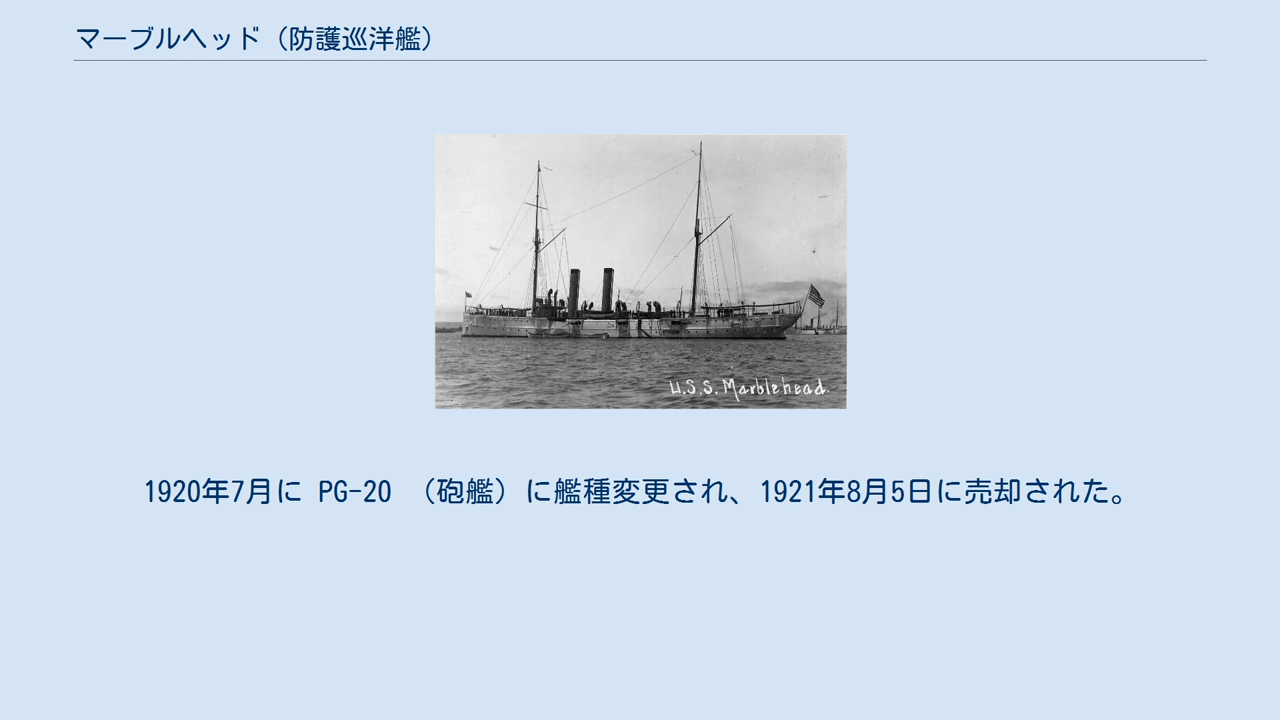 マーブルヘッド（防護巡洋艦）
U.S.S. Marblehead.
1920年7月に PG-20 （砲艦）に艦種変更され、1921年8月5日に売却された。